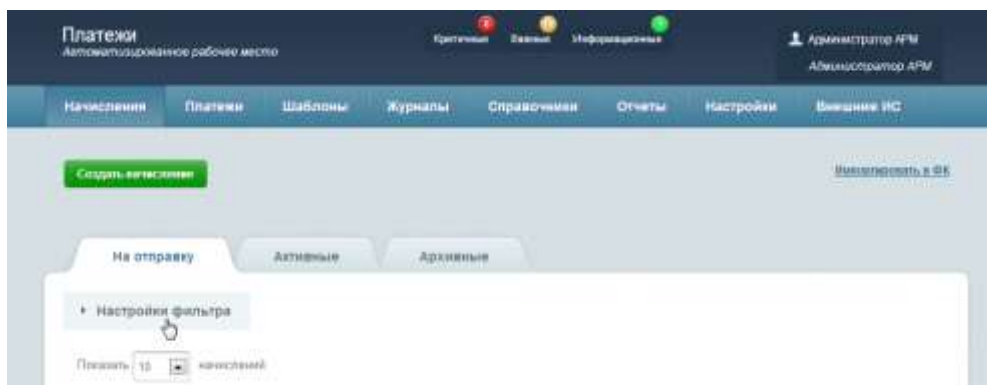 Платежи
Автоматизированное рабочее место
Критичные Важные Информационные
Администратор АРМ
Администратор АРМ
Начисления Платежи Шаблоны Журналы Справочники Отчеты Настройки Внешние ИС
Создать начисление
в ФК
На отправку Активные Архивные
Настройки фильтра
Показать 10 начислений